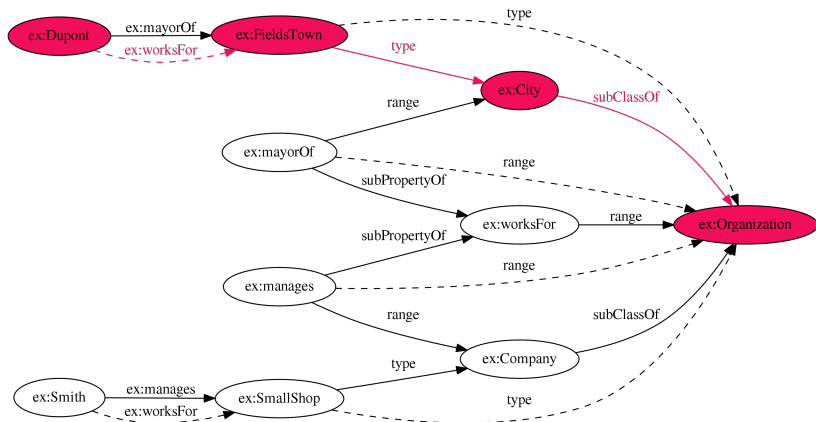 type
ex:mayorOf
ex:Dupont
ex:FieldsTown
ex:worksFor
type
ex:City
subClassOf
range
ex:mayorOf
range
subPropertyOf
ex:worksFor
range
ex:Organization
subPropertyOf
range
ex:manages
range
subClassOf
ex:Company
type
ex:manages
ex:Smith
ex:SmallShop
type
ex:worksFor